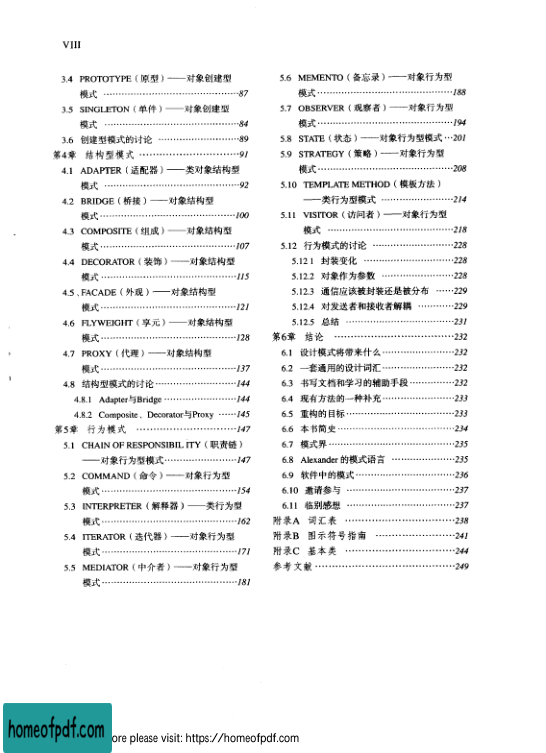 VIII
3.4 PROTOTYPE（原型）——对象创建型
模式 ………………………………87
3.5 SINGLETON（单件）——对象创建型
模式 ………………………………84
3.6 创建型模式的讨论 …………………89
第4章 结构型模式 ………………………91
4.1 ADAPTER（适配器）——类对象结构型
模式 ………………………………92
4.2 BRIDGE（桥接）——对象结构型
模式………………………………100
4.3 COMPOSITE（组成）——对象结构型
模式………………………………107
4.4 DECORATOR（装饰）——对象结构型
模式………………………………115
4.5 FACADE（外观）——对象结构型
模式………………………………121
4.6 FLYWEIGHT（享元）——对象结构型
模式………………………………128
4.7 PROXY（代理）——对象结构型
模式………………………………137
4.8 结构型模式的讨论…………………144
4.8.1 Adapter与Bridge………………144
4.8.2 Composite、Decorator与Proxy ……145
第5章 行为模式 …………………………147
5.1 CHAIN OF RESPONSIBIL ITY（职责链）
——对象行为型模式………………147
5.2 COMMAND（命令）——对象行为型
模式………………………………154
5.3 INTERPRETER（解释器）——类行为型
模式………………………………162
5.4 ITERATOR（迭代器）——对象行为型
模式………………………………171
5.5 MEDIATOR（中介者）——对象行为型
模式………………………………181
5.6 MEMENTO（备忘录）——对象行为型
模式………………………………188
5.7 OBSERVER（观察者）——对象行为型
模式………………………………194
5.8 STATE（状态）——对象行为型模式…201
5.9 STRATEGY（策略）——对象行为型
模式………………………………208
5.10 TEMPLATE METHOD（模板方法）
——类行为型模式 ………………214
5.11 VISITOR（访问者）——对象行为型
模式 ……………………………218
5.12 行为模式的讨论 …………………228
5.12 1 封装变化 ……………………228
5.12.2 对象作为参数 ………………228
5.12.3 通信应该被封装还是被分布 ……229
5.12.4 对发送者和接收者解耦 ………229
5.12.5 总结 …………………………231
第6章 结论 ……………………………232
6.1 设计模式将带来什么………………232
6.2 一套通用的设计词汇………………232
6.3 书写文档和学习的辅助手段………232
6.4 现有方法的一种补充………………233
6.5 重构的目标…………………………233
6.6 本书简史……………………………234
6.7 模式界………………………………235
6.8 Alexander 的模式语言 ……………235
6.9 软件中的模式………………………236
6.10 邀请参与 …………………………237
6.11 临别感想 …………………………237
附录A 词汇表 …………………………238
附录B 图示符号指南 …………………241
附录C 基本类 …………………………244
参考文献…………………………………249
homeofpdf.com
ore please visit: https://homeofpdf.com